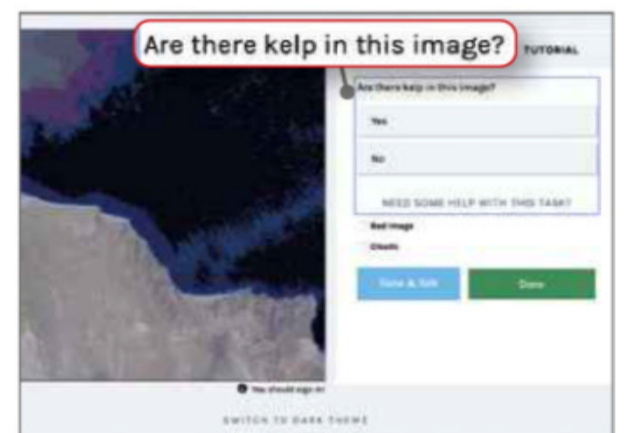 Are there kelp in this image?
TUTORIAL
Are there kelp in this image?
Yes
No
NEED SOME HELP WITH THIS TASK?
Bad Image
Clouds
Done & Talk
Done
You should sign in!
SWITCH TO DARK THEME